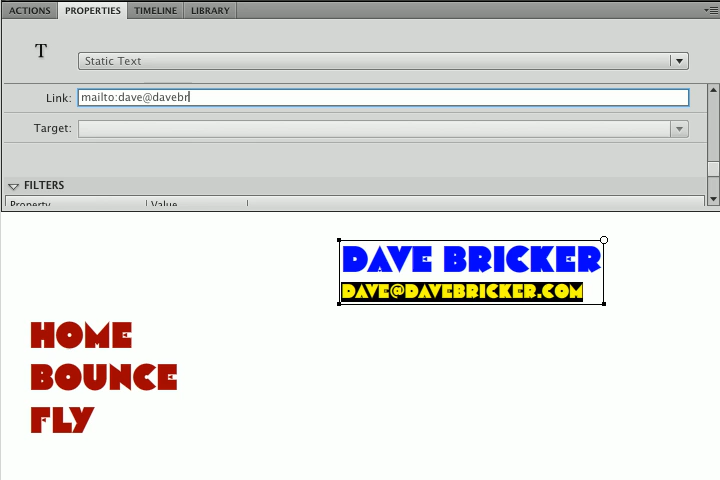 ACTIONS PROPERTIES TIMELINE LIBRARY
T
Static Text
Link: mailto:dave@davebr
Target:
FILTERS
Property Value
DAVE BRICKER
DAVE@DAVEBRICKER.COM
HOME
BOUNCE
FLY